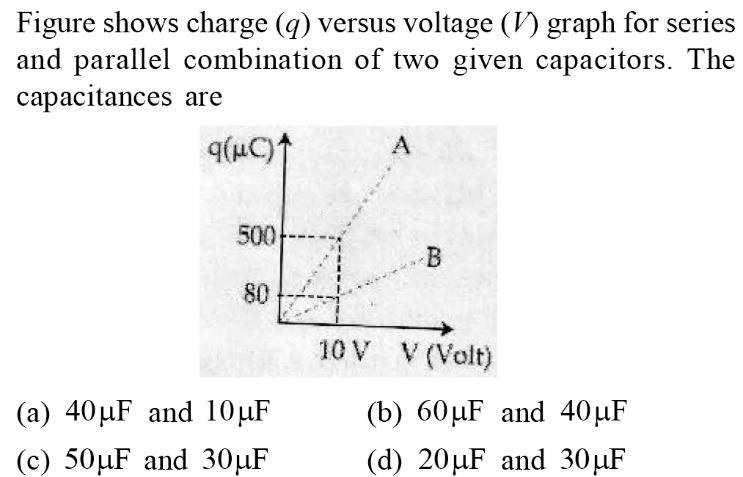 Figure shows charge (q) versus voltage (V) graph for series
and parallel combination of two given capacitors. The
capacitances are
q(μC)
A
500
B
80
10 V V (Volt)
(a) 40μF and 10μF (b) 60μF and 40μF
(c) 50μF and 30μF (d) 20μF and 30μF